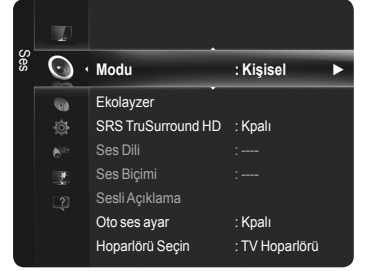 Ses
Modu : Kişisel
Ekolayzer
SRS TruSurround HD : Kpalı
Ses Dili : ----
Ses Biçimi : ----
Sesli Açıklama
Oto ses ayar : Kpalı
Hoparlörü Seçin : TV Hoparlörü